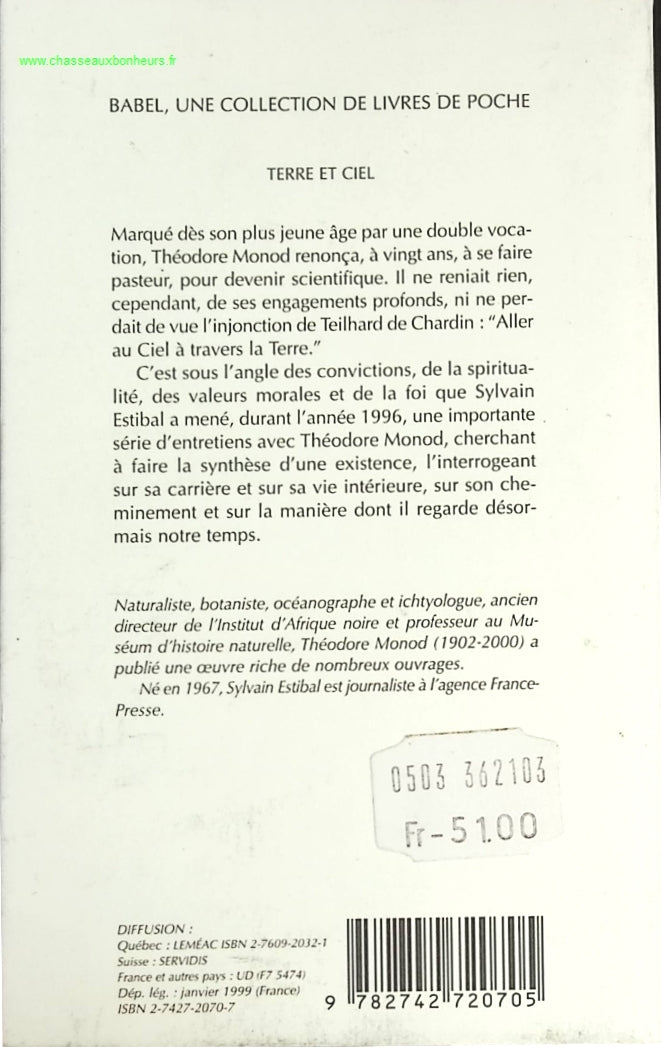 www.chasseauxbonheurs.fr
BABEL, UNE COLLECTION DE LIVRES DE POCHE
TERRE ET CIEL
Marqué dès son plus jeune âge par une double voca-
tion, Théodore Monod renonça, à vingt ans, à se faire
pasteur, pour devenir scientifique. Il ne reniait rien,
cependant, de ses engagements profonds, ni ne per-
dait de vue l'injonction de Teilhard de Chardin : "Aller
au Ciel à travers la Terre."
C'est sous l'angle des convictions, de la spiritua-
lité, des valeurs morales et de la foi que Sylvain
Estibal a mené, durant l'année 1996, une importante
série d'entretiens avec Théodore Monod, cherchant
à faire la synthèse d'une existence, l'interrogeant
sur sa carrière et sur sa vie intérieure, sur son che-
minement et sur la manière dont il regarde désor-
mais notre temps.
Naturaliste, botaniste, océanographe et ichtyologue, ancien
directeur de l'Institut d'Afrique noire et professeur au Mu-
séum d'histoire naturelle, Théodore Monod (1902-2000) a
publié une œuvre riche de nombreux ouvrages.
Né en 1967, Sylvain Estibal est journaliste à l'agence France-
Presse.
0503 362103
Fr-51.00
DIFFUSION :
Québec : LEMÉAC ISBN 2-7609-2032-1
Suisse : SERVIDIS
France et autres pays : UD (F7 5474)
Dép. lég. : janvier 1999 (France)
ISBN 2-7427-2070-7
9 782742 720705